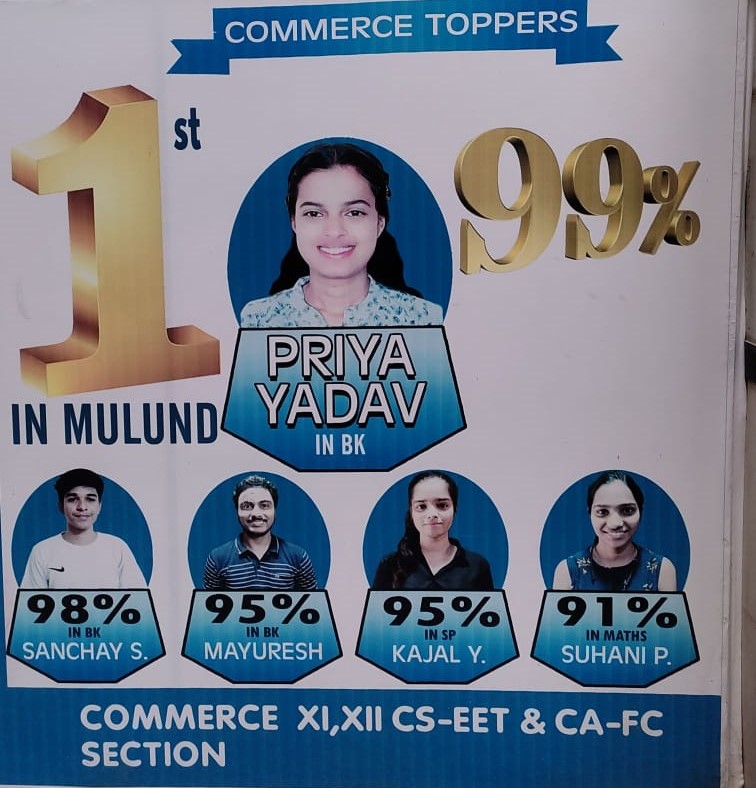 COMMERCE TOPPERS
1st
99%
IN MULUND
PRIYA
YADAV
IN BK
98%
IN BK
SANCHAY S.
95%
IN BK
MAYURESH
95%
IN SP
KAJAL Y.
91%
IN MATHS
SUHANI P.
COMMERCE XI,XII CS-EET & CA-FC
SECTION